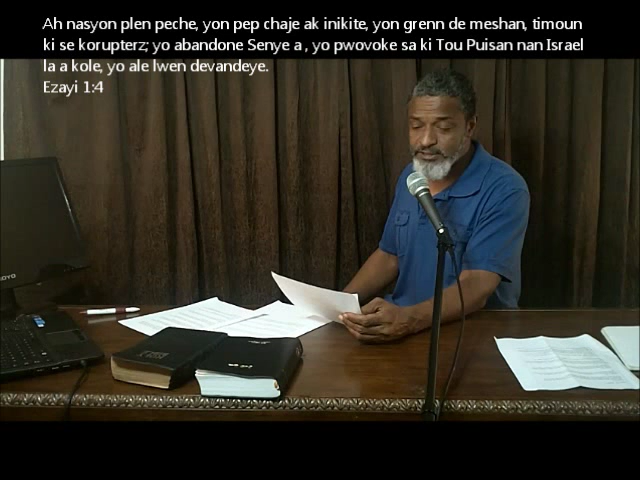 Ah nasyon plen peche, yon pep chaje ak inikite, yon grenn de meshan, timoun
ki se korupterz; yo abandone Senye a , yo pwovoke sa ki Tou Puisan nan Israel
la a kole, yo ale lwen devandeye.
Ezayi 1:4